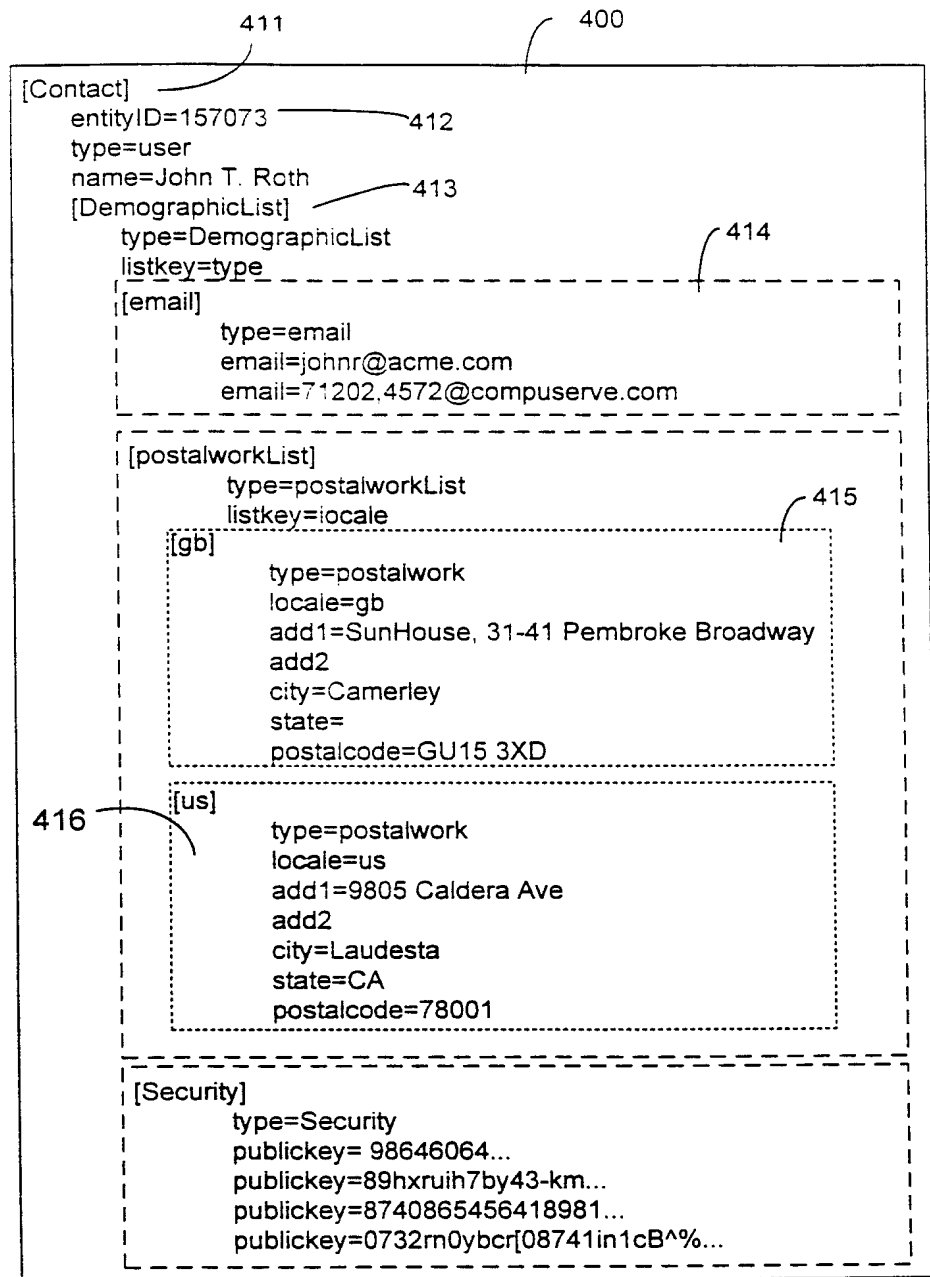 411
400
[Contact]
entityID=157073
412
type=user
name=John T. Roth
413
[DemographicList]
type=DemographicList
414
listkey=type
[email]
type=email
email=johnr@acme.com
email=71202,4572@compuserve.com
[postalworkList]
type=postalworkList
415
listkey=locale
[gb]
type=postalwork
locale=gb
add1=SunHouse, 31-41 Pembroke Broadway
add2
city=Camerley
state=
postalcode=GU15 3XD
[us]
416
type=postalwork
locale=us
add1=9805 Caldera Ave
add2
city=Laudesta
state=CA
postalcode=78001
[Security]
type=Security
publickey= 98646064...
publickey=89hxruih7by43-km...
publickey=8740865456418981...
publickey=0732rn0ybcr[08741in1cB^%...